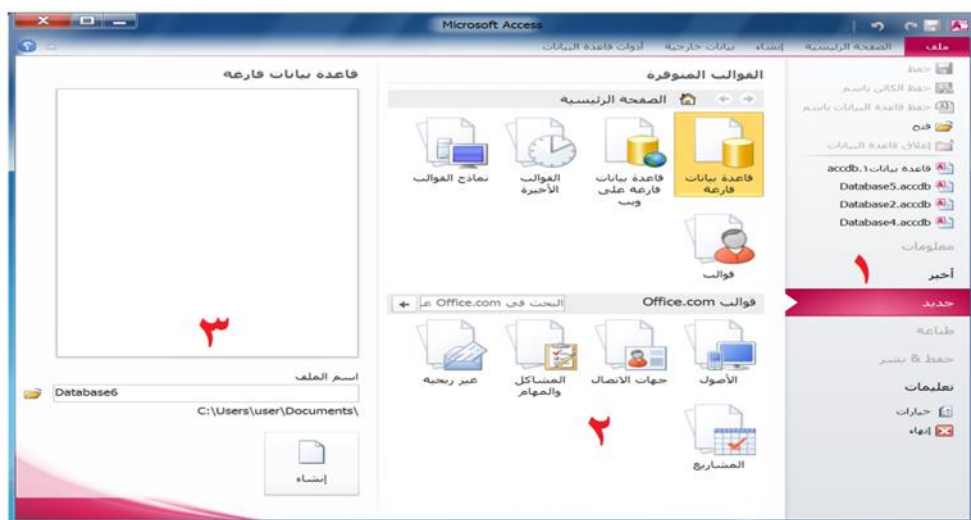 Microsoft Access
ملف
الصفحة الرئيسية
إنشاء
بيانات خارجية
أدوات قاعدة البيانات
حفظ
حفظ الكائن باسم
حفظ قاعدة البيانات باسم
فتح
إغلاق قاعدة البيانات
قاعدة بيانات١.accdb
Database5.accdb
Database2.accdb
Database4.accdb
معلومات
١
أخير
جديد
طباعة
حفظ & نشر
تعليمات
خيارات
إنهاء
القوالب المتوفرة
الصفحة الرئيسية
قاعدة بيانات فارغة
قاعدة بيانات فارغة على ويب
القوالب الأخيرة
نماذج القوالب
قوالب
قوالب Office.com
البحث في Office.com
الأصول
جهات الاتصال
المشاكل والمهام
غير ربحية
المشاريع
٢
قاعدة بيانات فارغة
٣
اسم الملف
Database6
C:\Users\user\Documents\
إنشاء